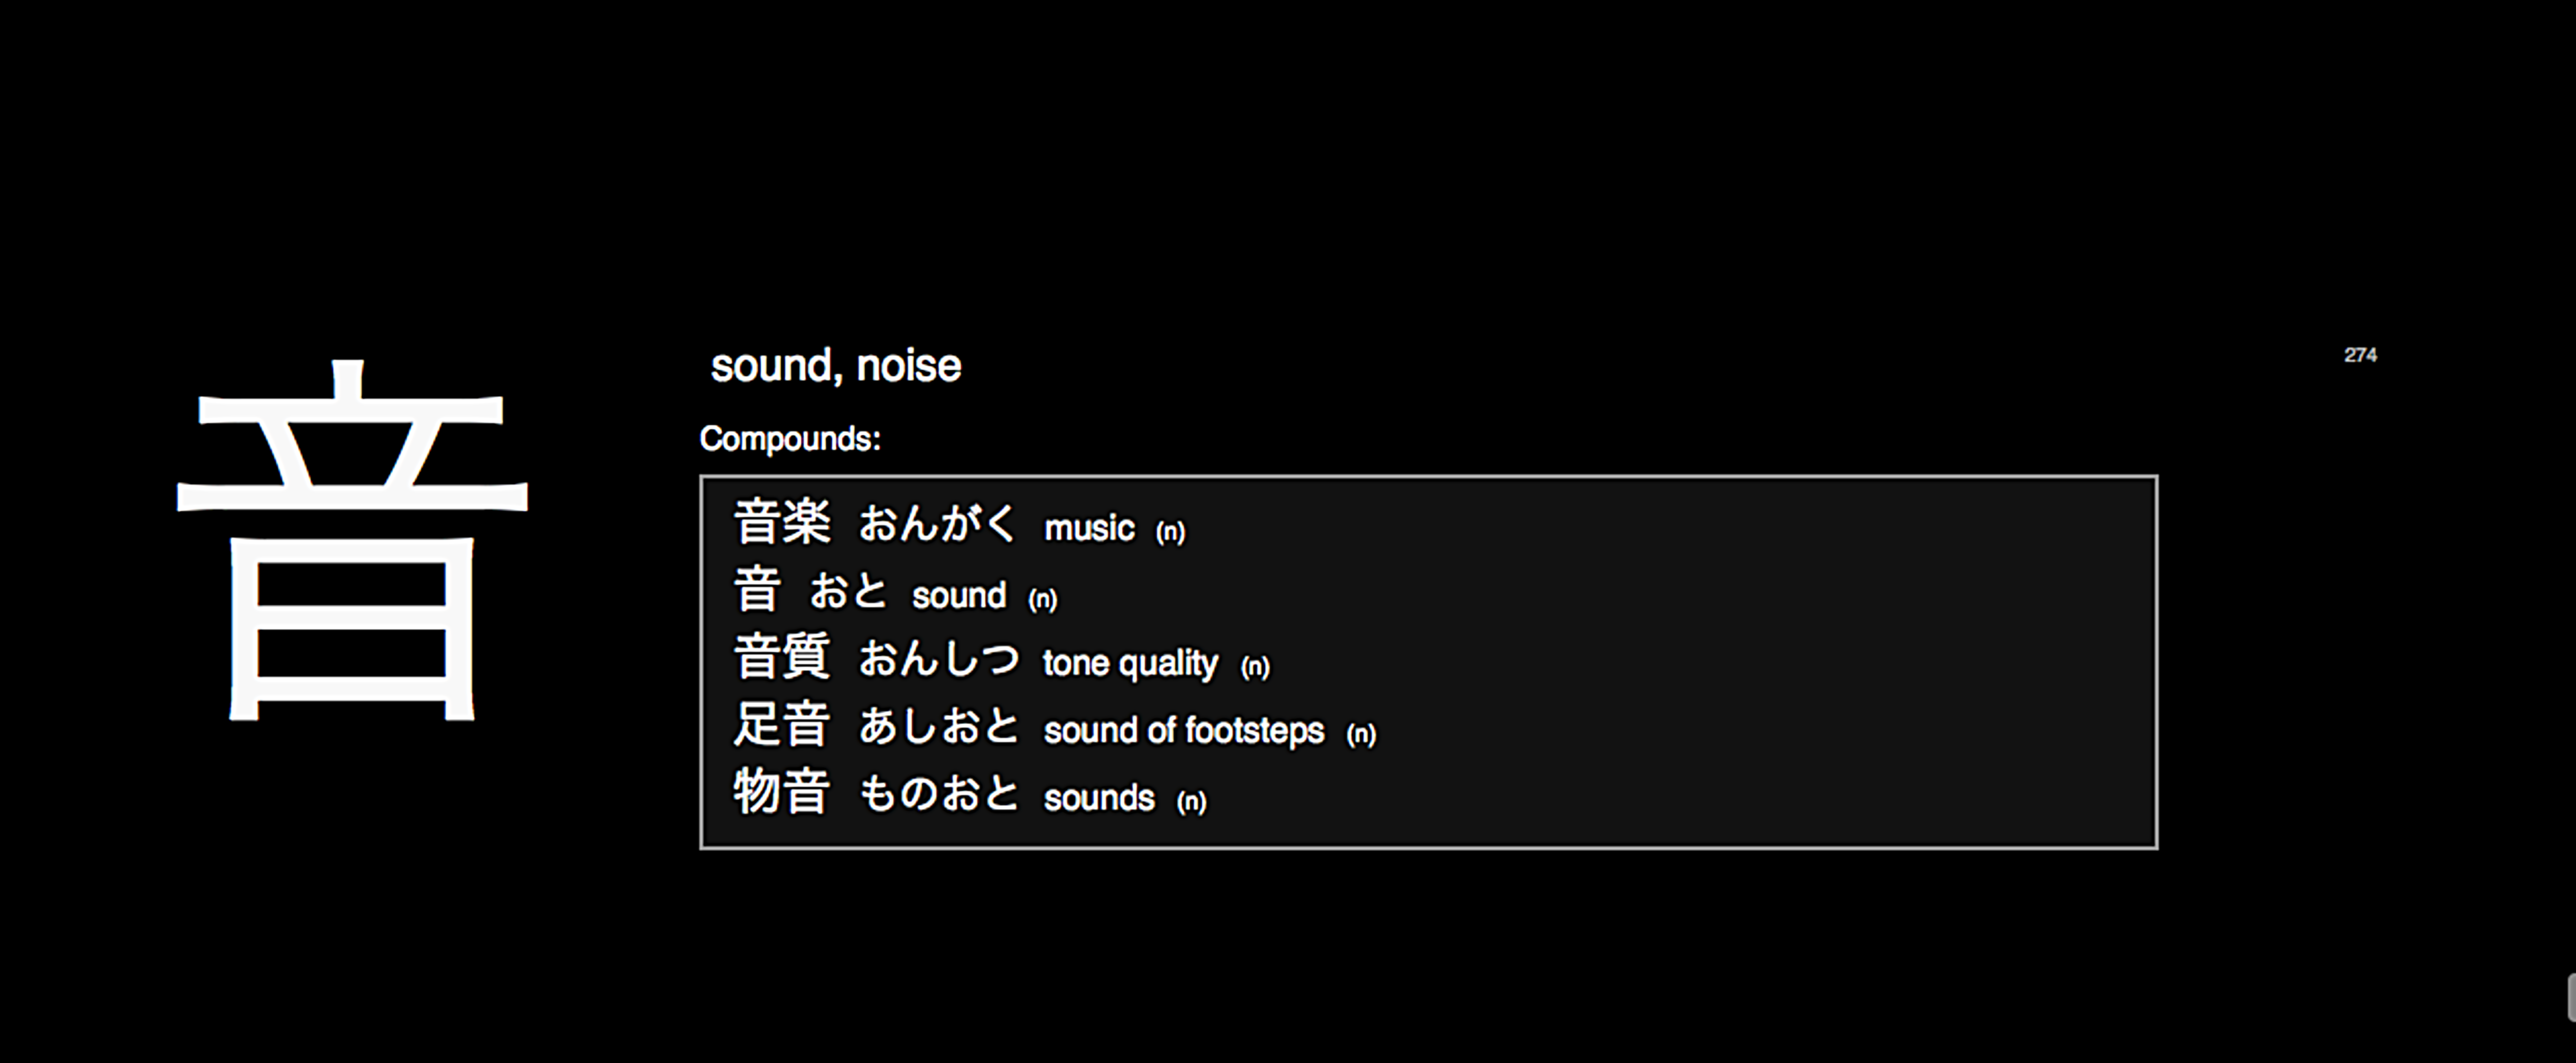 音
sound, noise
274
Compounds:
音楽 おんがく music (n)
音 おと sound (n)
音質 おんしつ tone quality (n)
足音 あしおと sound of footsteps (n)
物音 ものおと sounds (n)